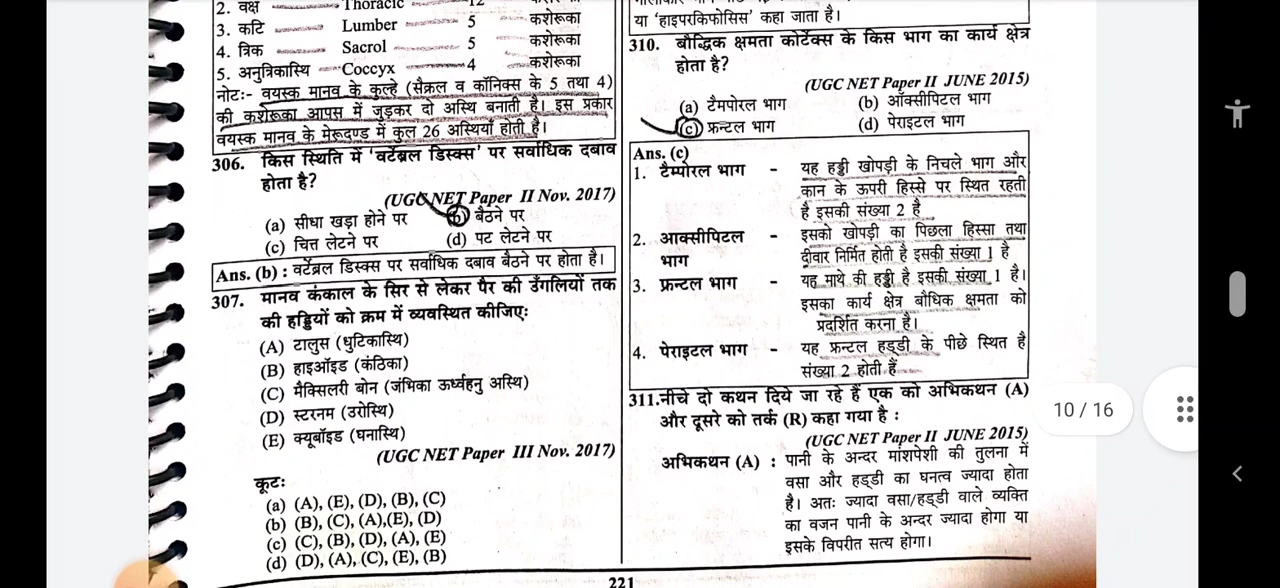 2. वक्ष Thoracic 12 कशेरूका
3. कटि Lumber 5 कशेरूका
4. त्रिक Sacrol 5 कशेरूका
5. अनुत्रिकास्थि Coccyx 4 कशेरूका
नोटः- वयस्क मानव के कुल्हे (सैक्रल व कॉनिक्स के 5 तथा 4)
की कशेरूका आपस में जुड़कर दो अस्थि बनाती है। इस प्रकार
वयस्क मानव के मेरूदण्ड में कुल 26 अस्थियाँ होती है।
306. किस स्थिति में 'वर्टेब्रल डिस्क्स' पर सर्वाधिक दबाव
होता है?
(UGC NET Paper II Nov. 2017)
(a) सीधा खड़ा होने पर (b) बैठने पर
(c) चित्त लेटने पर (d) पट लेटने पर
Ans. (b) : वर्टेब्रल डिस्क्स पर सर्वाधिक दबाव बैठने पर होता है।
307. मानव कंकाल के सिर से लेकर पैर की उँगलियों तक
की हड्डियों को क्रम में व्यवस्थित कीजिएः
(A) टालुस (धुटिकास्थि)
(B) हाइऑइड (कंठिका)
(C) मैक्सिलरी बोन (जंभिका ऊर्ध्वहनु अस्थि)
(D) स्टरनम (उरोस्थि)
(E) क्यूबॉइड (घनास्थि)
(UGC NET Paper III Nov. 2017)
कूटः
(a) (A), (E), (D), (B), (C)
(b) (B), (C), (A),(E), (D)
(c) (C), (B), (D), (A), (E)
(d) (D), (A), (C), (E), (B)
या 'हाइपरकिफोसिस' कहा जाता है।
310. बौद्धिक क्षमता कोर्टेक्स के किस भाग का कार्य क्षेत्र
होता है?
(UGC NET Paper II JUNE 2015)
(a) टैमपोरल भाग (b) ऑक्सीपिटल भाग
(c) फ्रन्टल भाग (d) पेराइटल भाग
Ans. (c)
1. टैम्पोरल भाग - यह हड्डी खोपड़ी के निचले भाग और
कान के ऊपरी हिस्से पर स्थित रहती
है इसकी संख्या 2 है
2. आक्सीपिटल - इसको खोपड़ी का पिछला हिस्सा तथा
भाग दीवार निर्मित होती है इसकी संख्या 1 है
3. फ्रन्टल भाग - यह माथे की हड्डी है इसकी संख्या 1 है।
इसका कार्य क्षेत्र बौधिक क्षमता को
प्रदर्शित करना है।
4. पेराइटल भाग - यह फ्रन्टल हड्डी के पीछे स्थित है
संख्या 2 होती हैं
311.नीचे दो कथन दिये जा रहे हैं एक को अभिकथन (A)
और दूसरे को तर्क (R) कहा गया है :
(UGC NET Paper II JUNE 2015)
अभिकथन (A) : पानी के अन्दर मांशपेशी की तुलना में
वसा और हड्डी का घनत्व ज्यादा होता
है। अतः ज्यादा वसा/हड्डी वाले व्यक्ति
का वजन पानी के अन्दर ज्यादा होगा या
इसके विपरीत सत्य होगा।
221
10 / 16